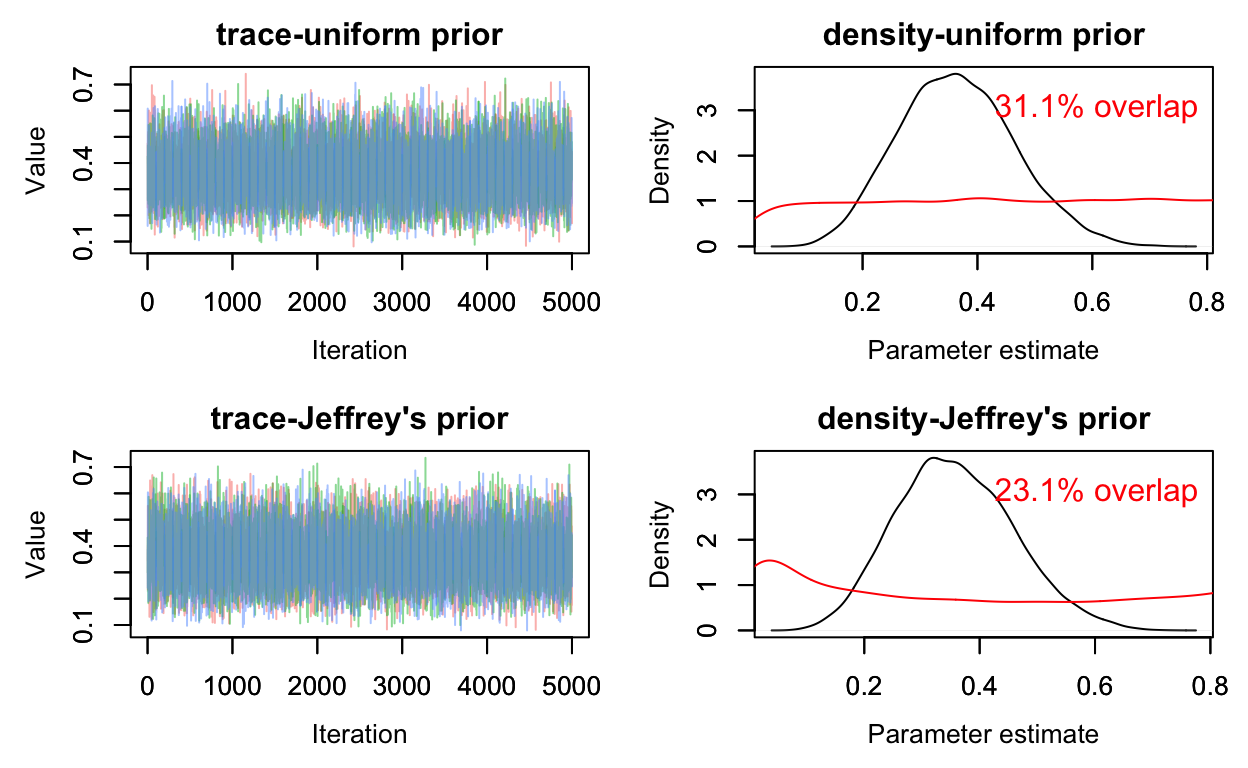 trace-uniform prior
Value
0.1 0.4 0.7
0 1000 2000 3000 4000 5000
Iteration
density-uniform prior
31.1% overlap
Density
0 1 2 3
0.2 0.4 0.6 0.8
Parameter estimate
trace-Jeffrey's prior
Value
0.1 0.4 0.7
0 1000 2000 3000 4000 5000
Iteration
density-Jeffrey's prior
23.1% overlap
Density
0 1 2 3
0.2 0.4 0.6 0.8
Parameter estimate